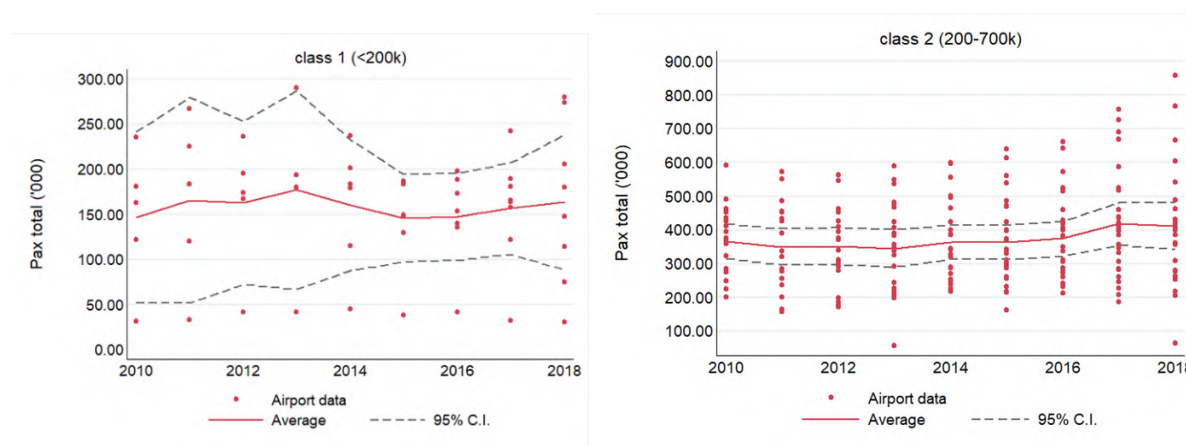 class 1 (<200k)
Pax total ('000)
300.00
250.00
200.00
150.00
100.00
50.00
0.00
2010 2012 2014 2016 2018
Airport data
Average 95% C.I.
class 2 (200-700k)
Pax total ('000)
900.00
800.00
700.00
600.00
500.00
400.00
300.00
200.00
100.00
2010 2012 2014 2016 2018
Airport data
Average 95% C.I.